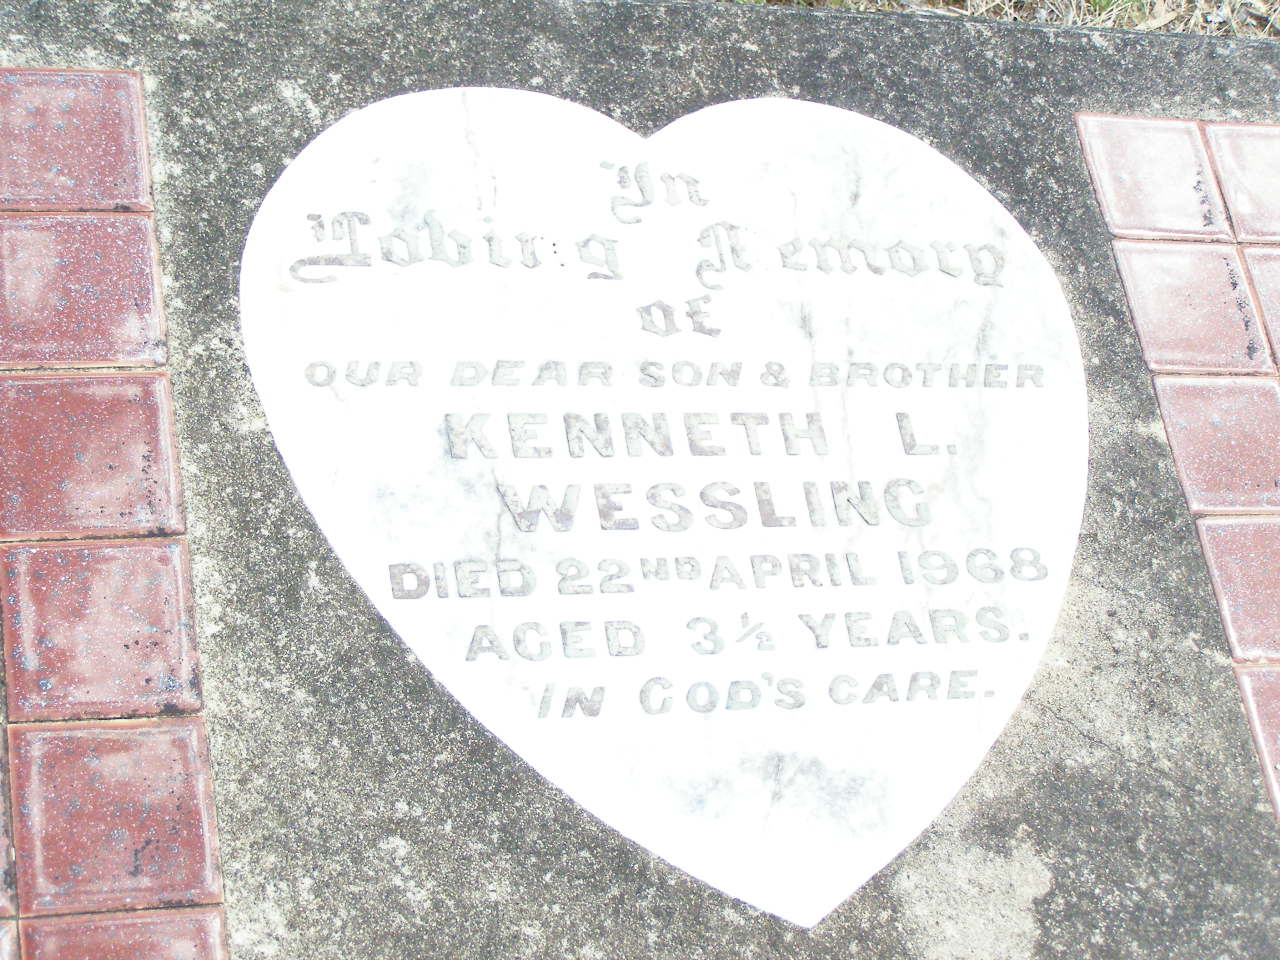 In
Loving Memory
Of
OUR DEAR SON & BROTHER
KENNETH L.
WESSLING
DIED 22ND APRIL 1968
AGED 3½ YEARS.
IN GOD'S CARE.